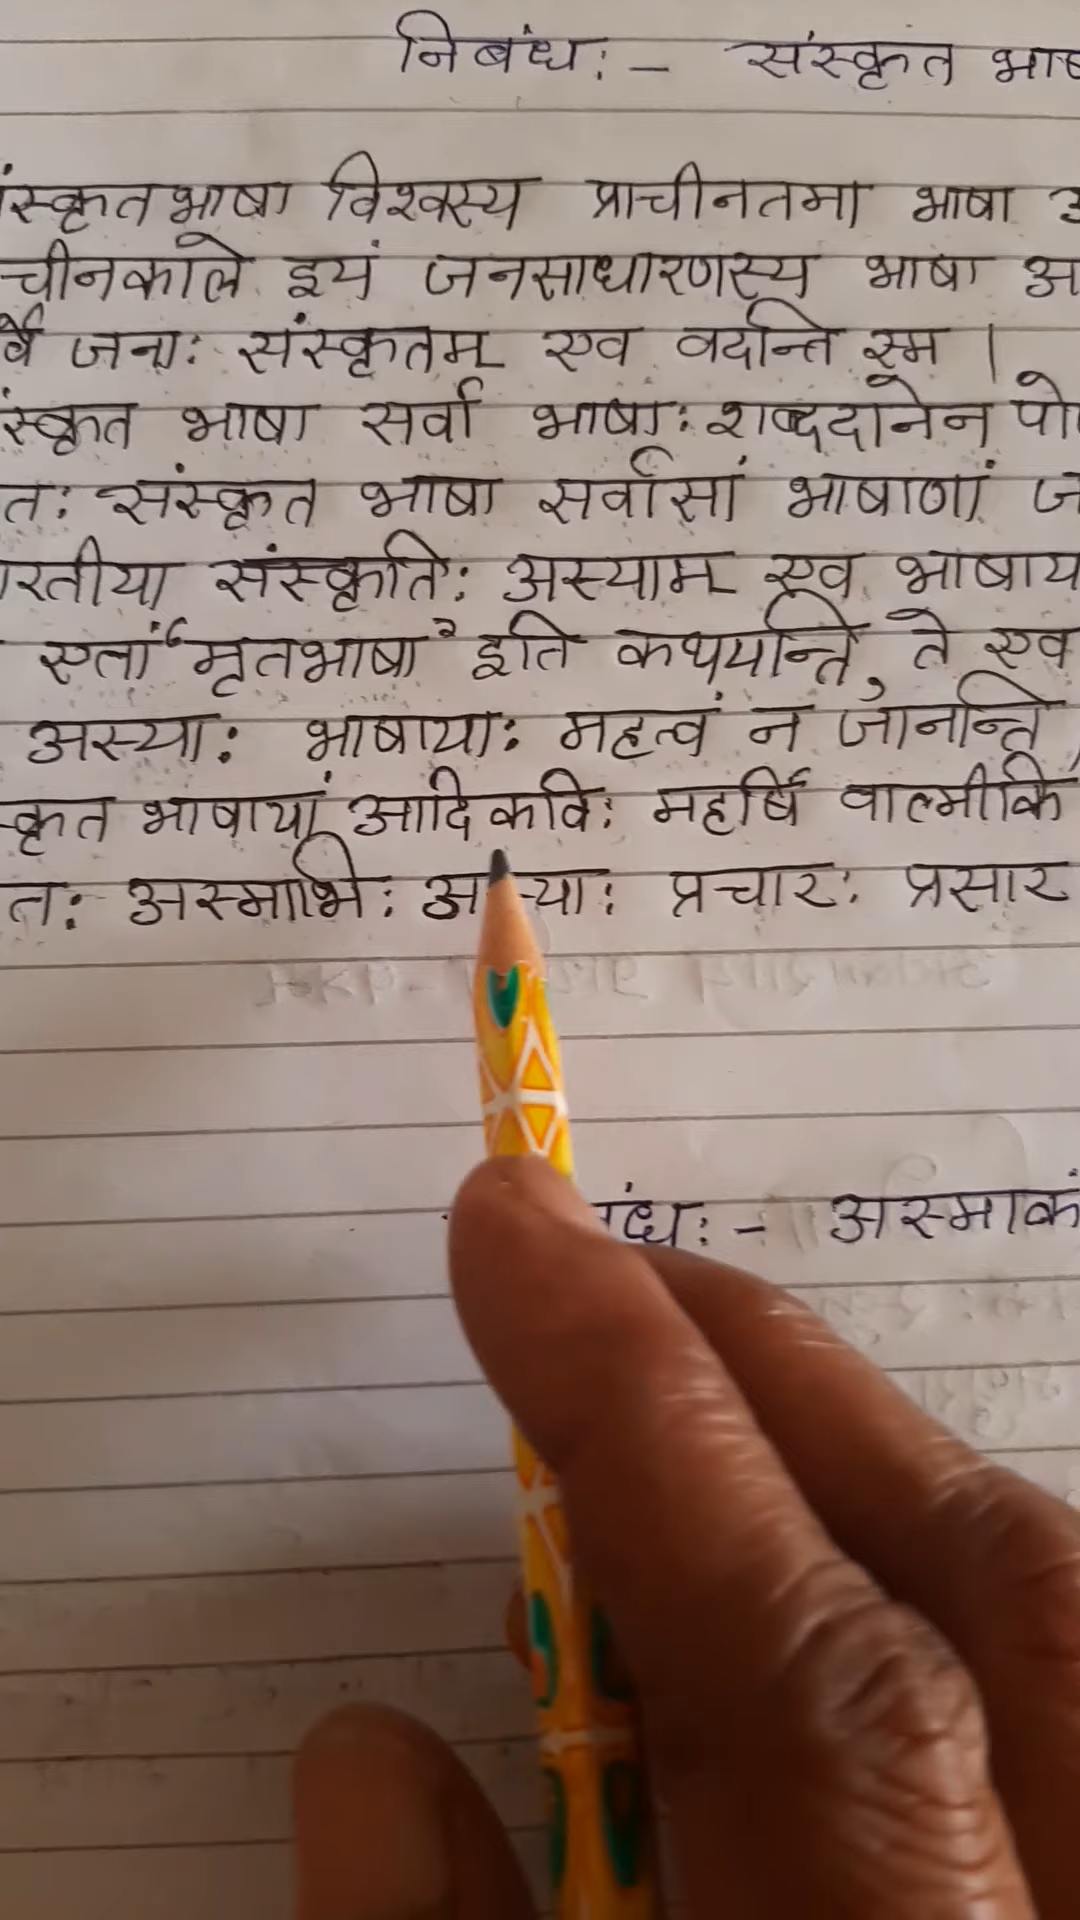 निबंध: - संस्कृत भाष
ंस्कृत भाषा विश्वस्य प्राचीनतमा भाषा अ
चीनकाले इयं जनसाधारणस्य भाषा अ
र्वे जना: संस्कृतम् एव वदन्ति स्म ।
ंस्कृत भाषा सर्वा भाषा: शब्ददानेन पो
त: संस्कृत भाषा सर्वासां भाषाणां ज
ारतीया संस्कृति: अस्याम् एव भाषाय
एतां “मृतभाषा” इति कथयन्ति, ते एव
अस्या: भाषाया: महत्वं न जानन्ति,
स्कृत भाषायां आदिकवि: महर्षि वाल्मीकि
त: अस्माभि: प्रचार: प्रसार
ंध: - अस्माकं